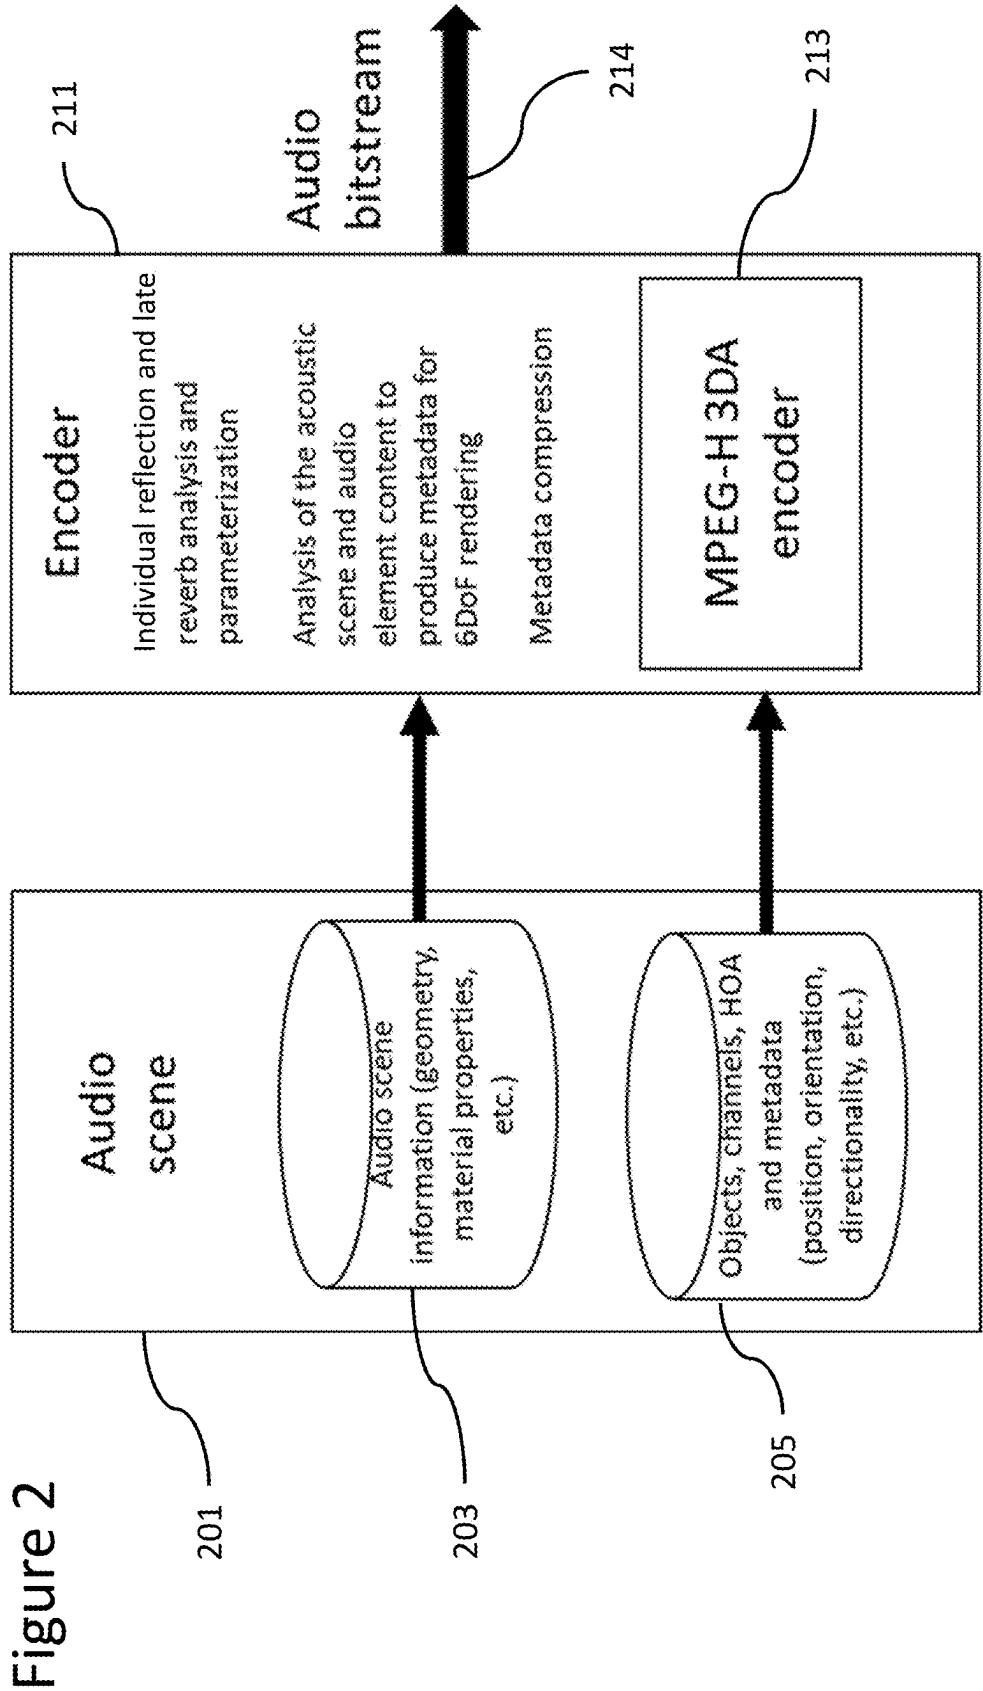 Figure 2
201
Audio
scene
203
Audio scene
information (geometry,
material properties,
etc.)
205
Objects, channels, HOA
and metadata
(position, orientation,
directionality, etc.)
211
Encoder
Individual reflection and late
reverb analysis and
parameterization
Analysis of the acoustic
scene and audio
element content to
produce metadata for
6DoF rendering
Metadata compression
MPEG-H 3DA
encoder
213
Audio
bitstream
214